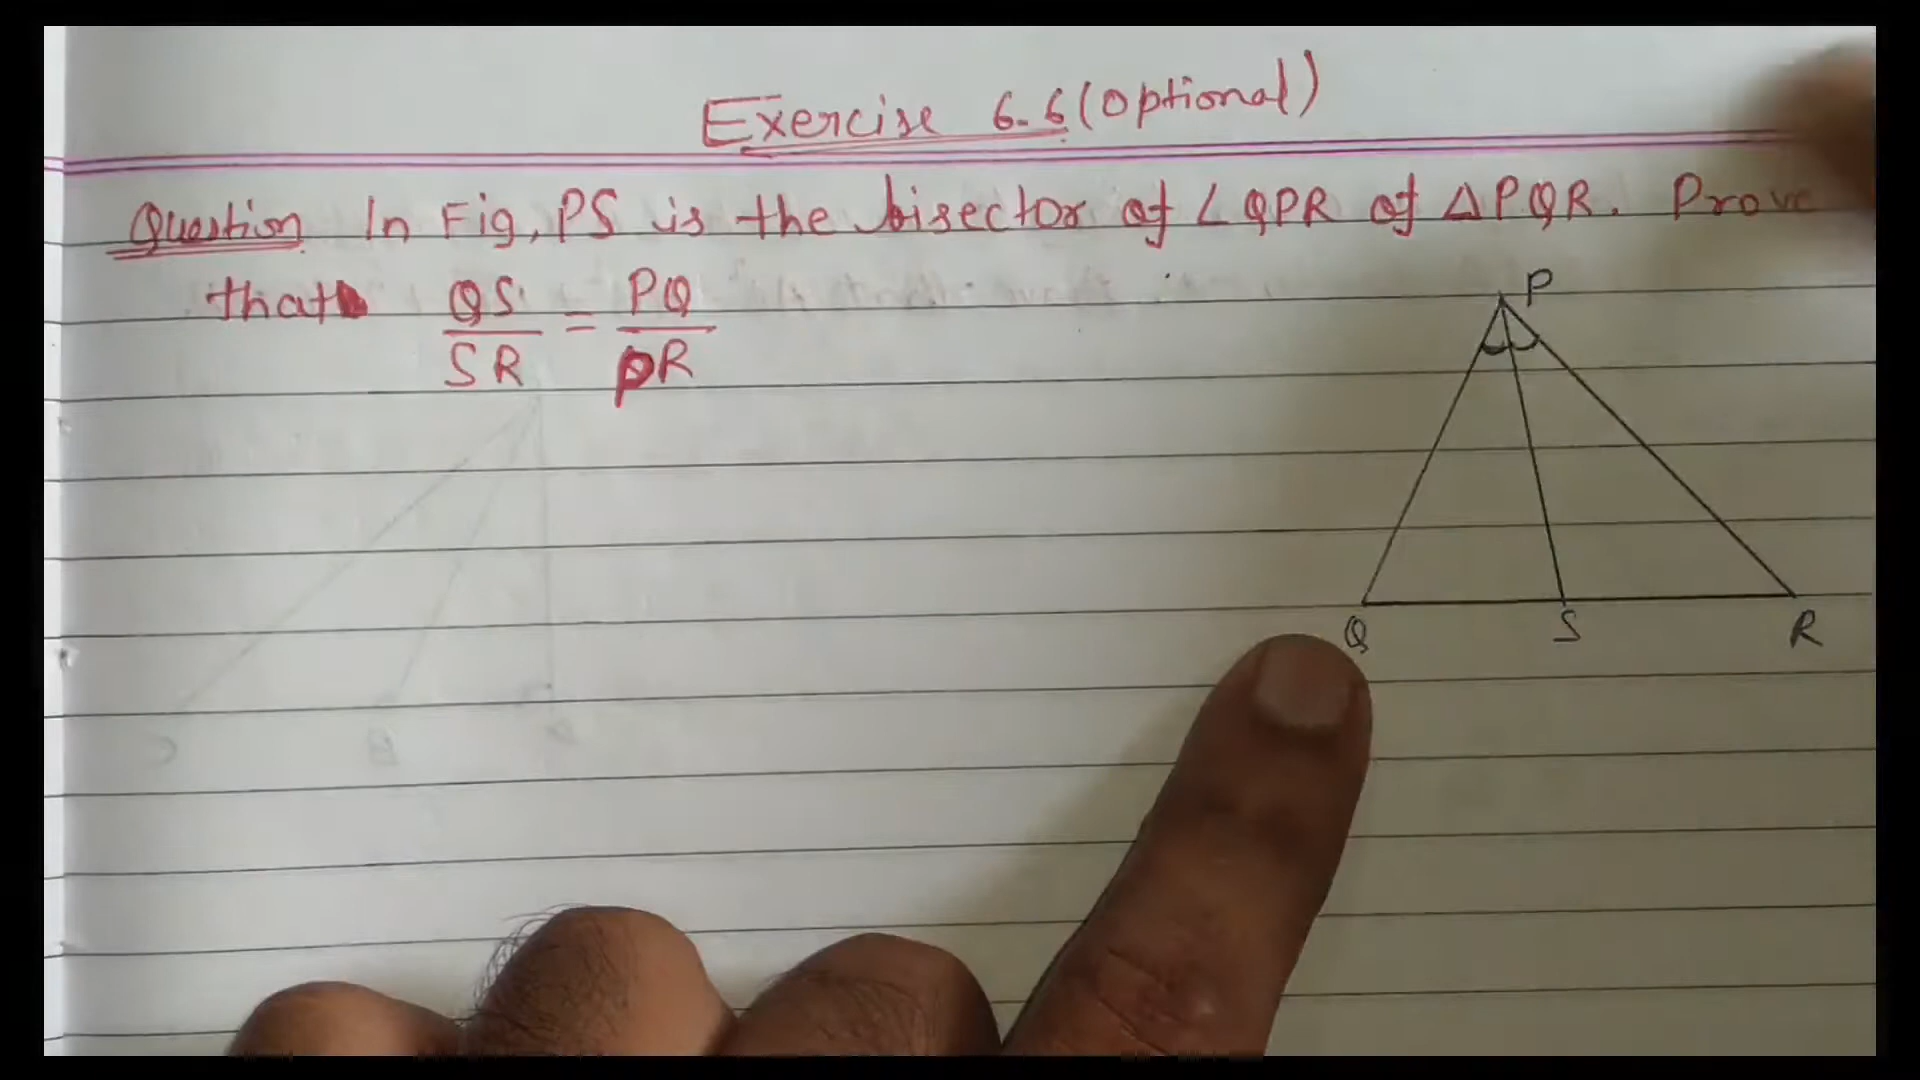 Exercise 6.6 (Optional)
Question In Fig, PS is the bisector of ∠QPR of △PQR. Prove
that QS/SR = PQ/PR
P
Q S R